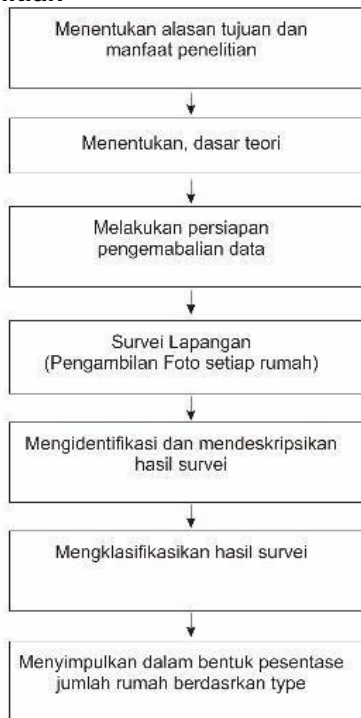 Menentukan alasan tujuan dan
manfaat penelitian
Menentukan, dasar teori
Melakukan persiapan
pengemabalian data
Survei Lapangan
(Pengambilan Foto setiap rumah)
Mengidentifikasi dan mendeskripsikan
hasil survei
Mengklasifikasikan hasil survei
Menyimpulkan dalam bentuk pesentase
jumlah rumah berdasrkan type